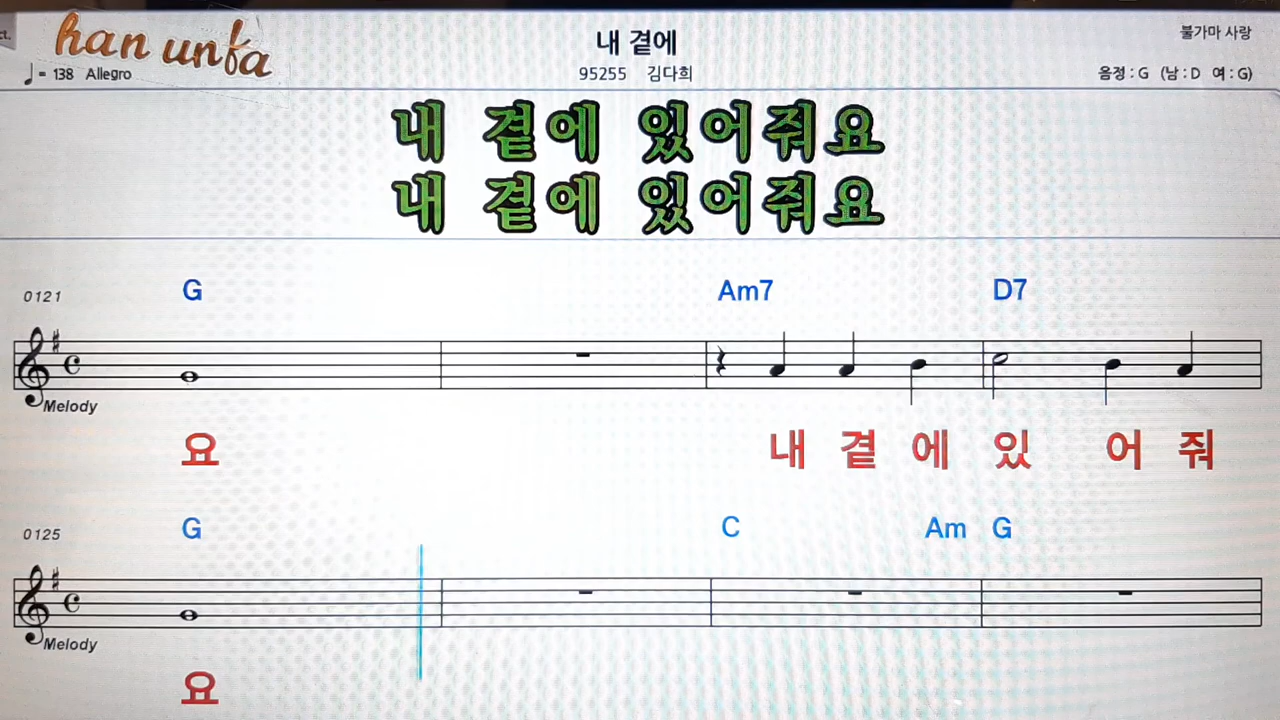 ct.
han unfa
내 곁에
불가마 사랑
♩= 138 Allegro
95255 김다희
음정 : G (남 : D 여 : G)
내 곁에 있어줘요
내 곁에 있어줘요
0121 G Am7 D7
Melody
요 내 곁 에 있 어 줘
0125 G C Am G
Melody
요